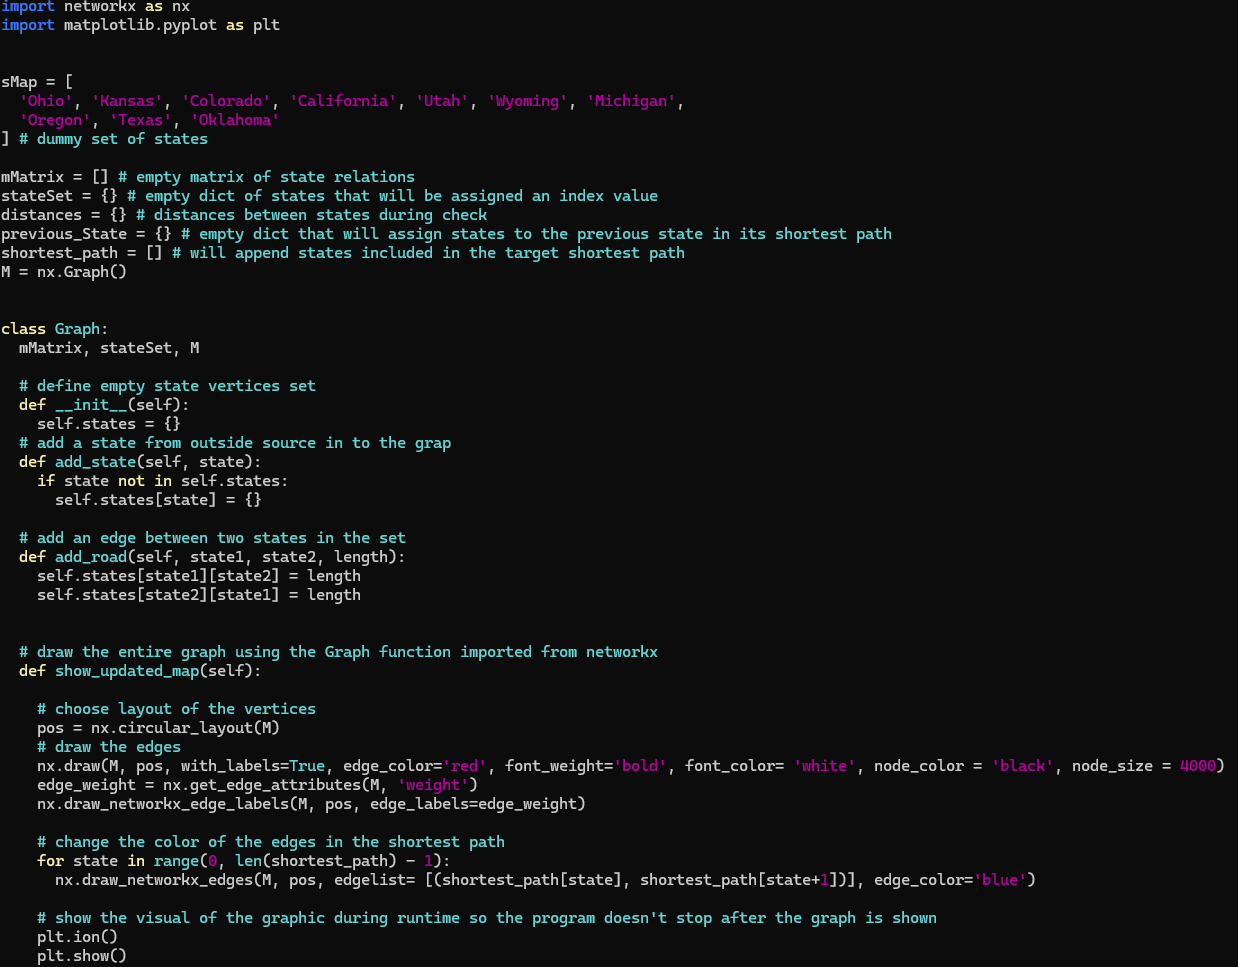 import networkx as nx
import matplotlib.pyplot as plt
sMap = [
  'Ohio', 'Kansas', 'Colorado', 'California', 'Utah', 'Wyoming', 'Michigan',
  'Oregon', 'Texas', 'Oklahoma'
] # dummy set of states
mMatrix = [] # empty matrix of state relations
stateSet = {} # empty dict of states that will be assigned an index value
distances = {} # distances between states during check
previous_State = {} # empty dict that will assign states to the previous state in its shortest path
shortest_path = [] # will append states included in the target shortest path
M = nx.Graph()
class Graph:
  mMatrix, stateSet, M
  # define empty state vertices set
  def __init__(self):
    self.states = {}
  # add a state from outside source in to the grap
  def add_state(self, state):
    if state not in self.states:
      self.states[state] = {}
  # add an edge between two states in the set
  def add_road(self, state1, state2, length):
    self.states[state1][state2] = length
    self.states[state2][state1] = length
  # draw the entire graph using the Graph function imported from networkx
  def show_updated_map(self):
    # choose layout of the vertices
    pos = nx.circular_layout(M)
    # draw the edges
    nx.draw(M, pos, with_labels=True, edge_color='red', font_weight='bold', font_color= 'white', node_color = 'black', node_size = 4000)
    edge_weight = nx.get_edge_attributes(M, 'weight')
    nx.draw_networkx_edge_labels(M, pos, edge_labels=edge_weight)
    # change the color of the edges in the shortest path
    for state in range(0, len(shortest_path) - 1):
      nx.draw_networkx_edges(M, pos, edgelist= [(shortest_path[state], shortest_path[state+1])], edge_color='blue')
    # show the visual of the graphic during runtime so the program doesn't stop after the graph is shown
    plt.ion()
    plt.show()